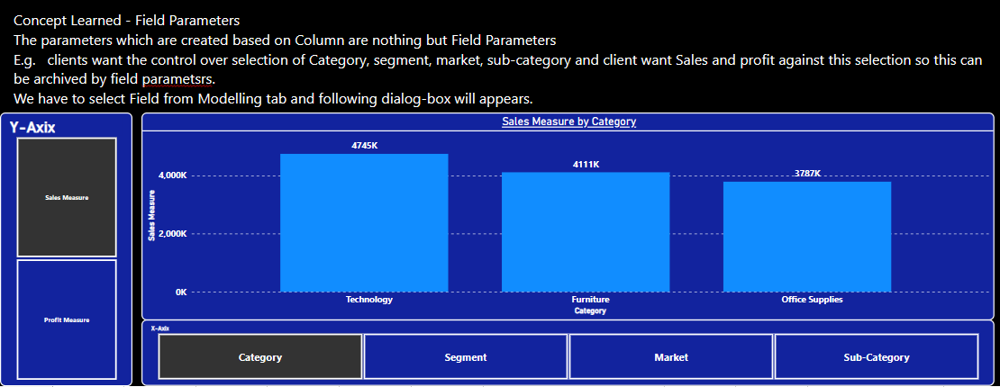 Concept Learned - Field Parameters
The parameters which are created based on Column are nothing but Field Parameters
E.g.   clients want the control over selection of Category, segment, market, sub-category and client want Sales and profit against this selection so this can
be archived by field parametsrs.
We have to select Field from Modelling tab and following dialog-box will appears.
Y-Axix
Sales Measure
Profit Measure
Sales Measure by Category
Sales Measure
4,000K
2,000K
0K
4745K
4111K
3787K
Technology
Furniture
Office Supplies
Category
X-Axix
Category
Segment
Market
Sub-Category